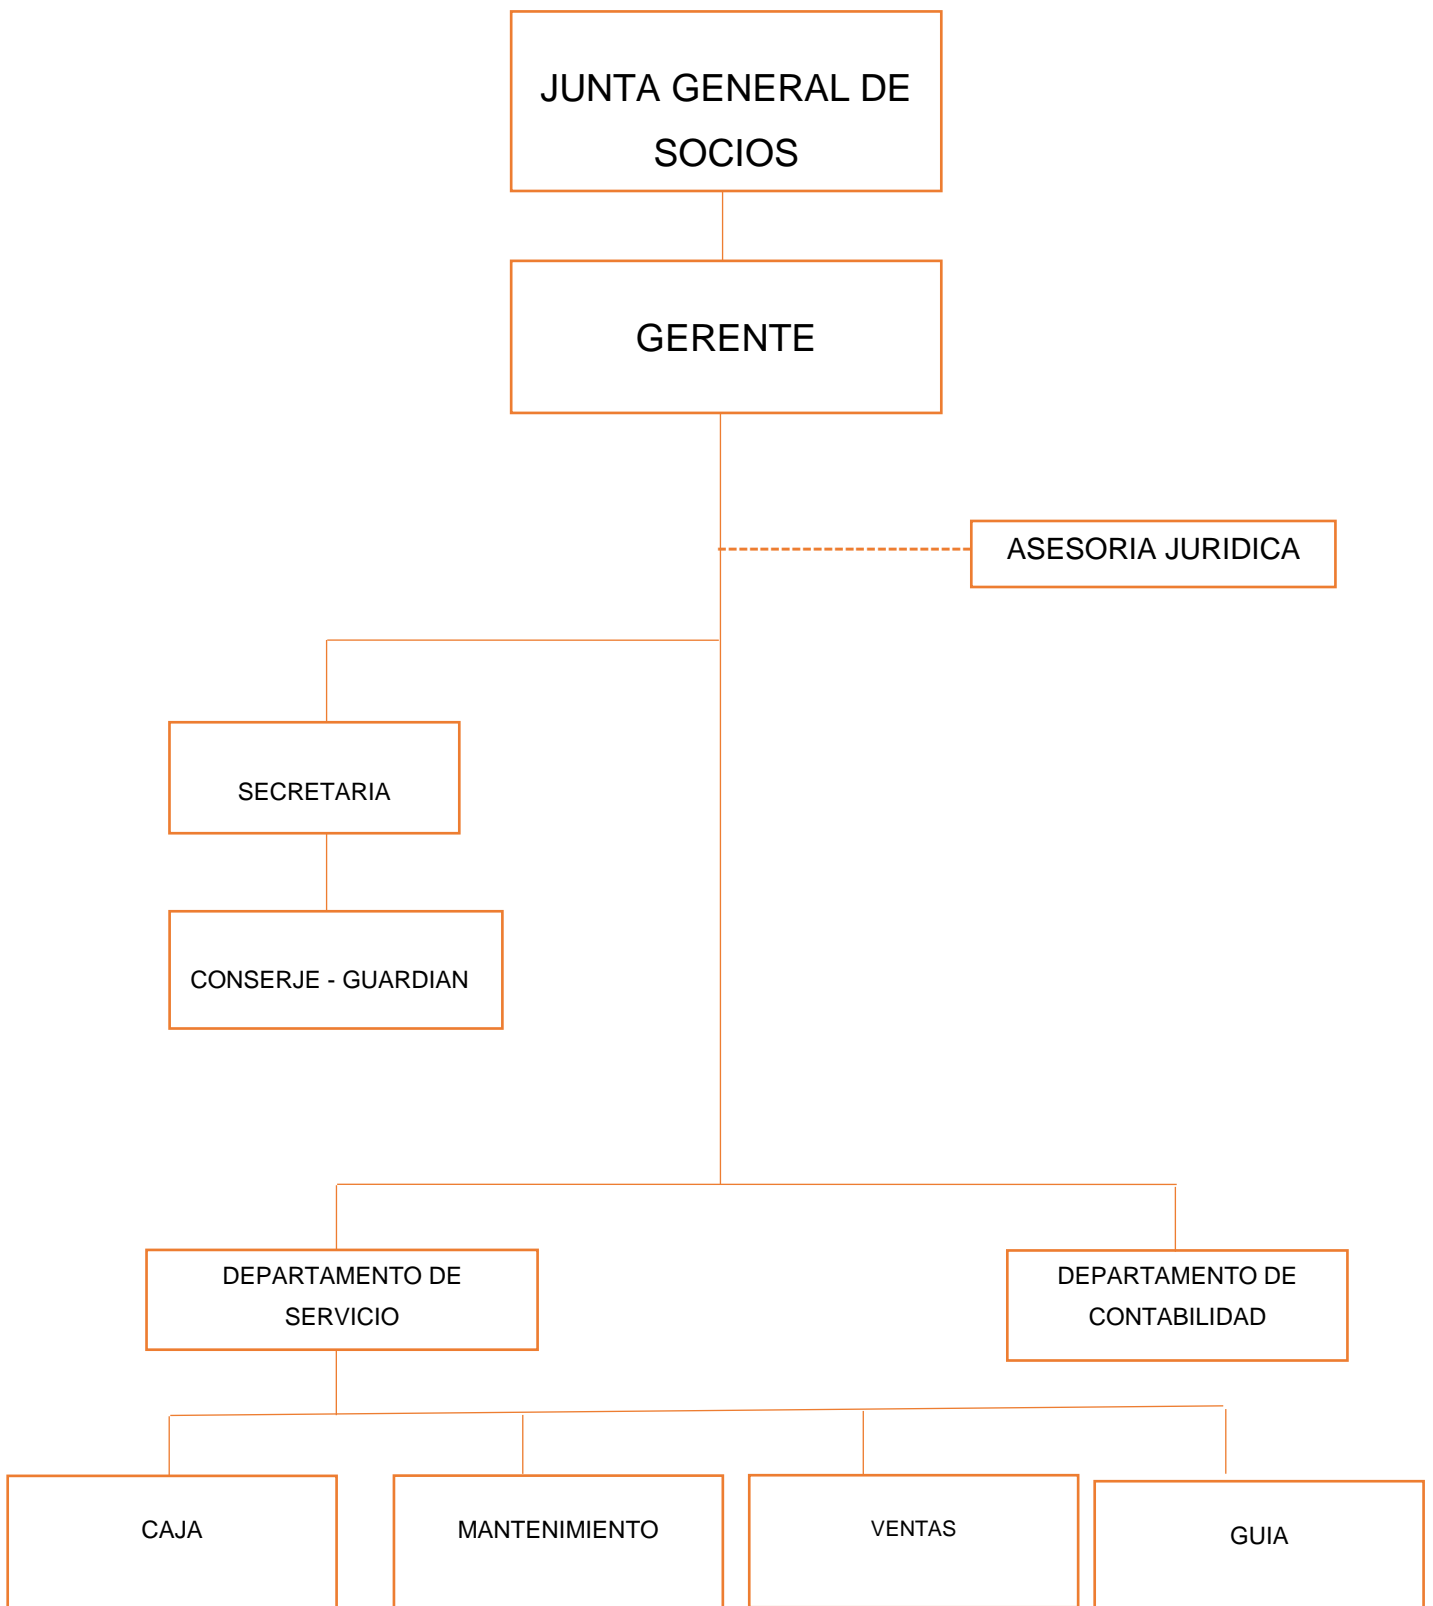 JUNTA GENERAL DE
SOCIOS
GERENTE
ASESORIA JURIDICA
SECRETARIA
CONSERJE - GUARDIAN
DEPARTAMENTO DE
SERVICIO
DEPARTAMENTO DE
CONTABILIDAD
CAJA
MANTENIMIENTO
VENTAS
GUIA